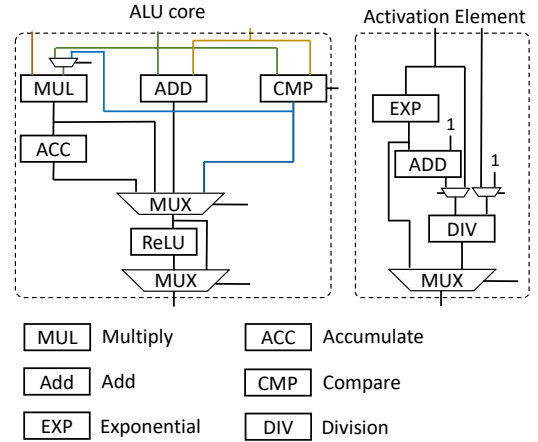 ALU core
Activation Element
MUL
ADD
CMP
EXP
ACC
ADD
1
1
MUX
ReLU
DIV
MUX
MUX
MUL Multiply
ACC Accumulate
Add Add
CMP Compare
EXP Exponential
DIV Division